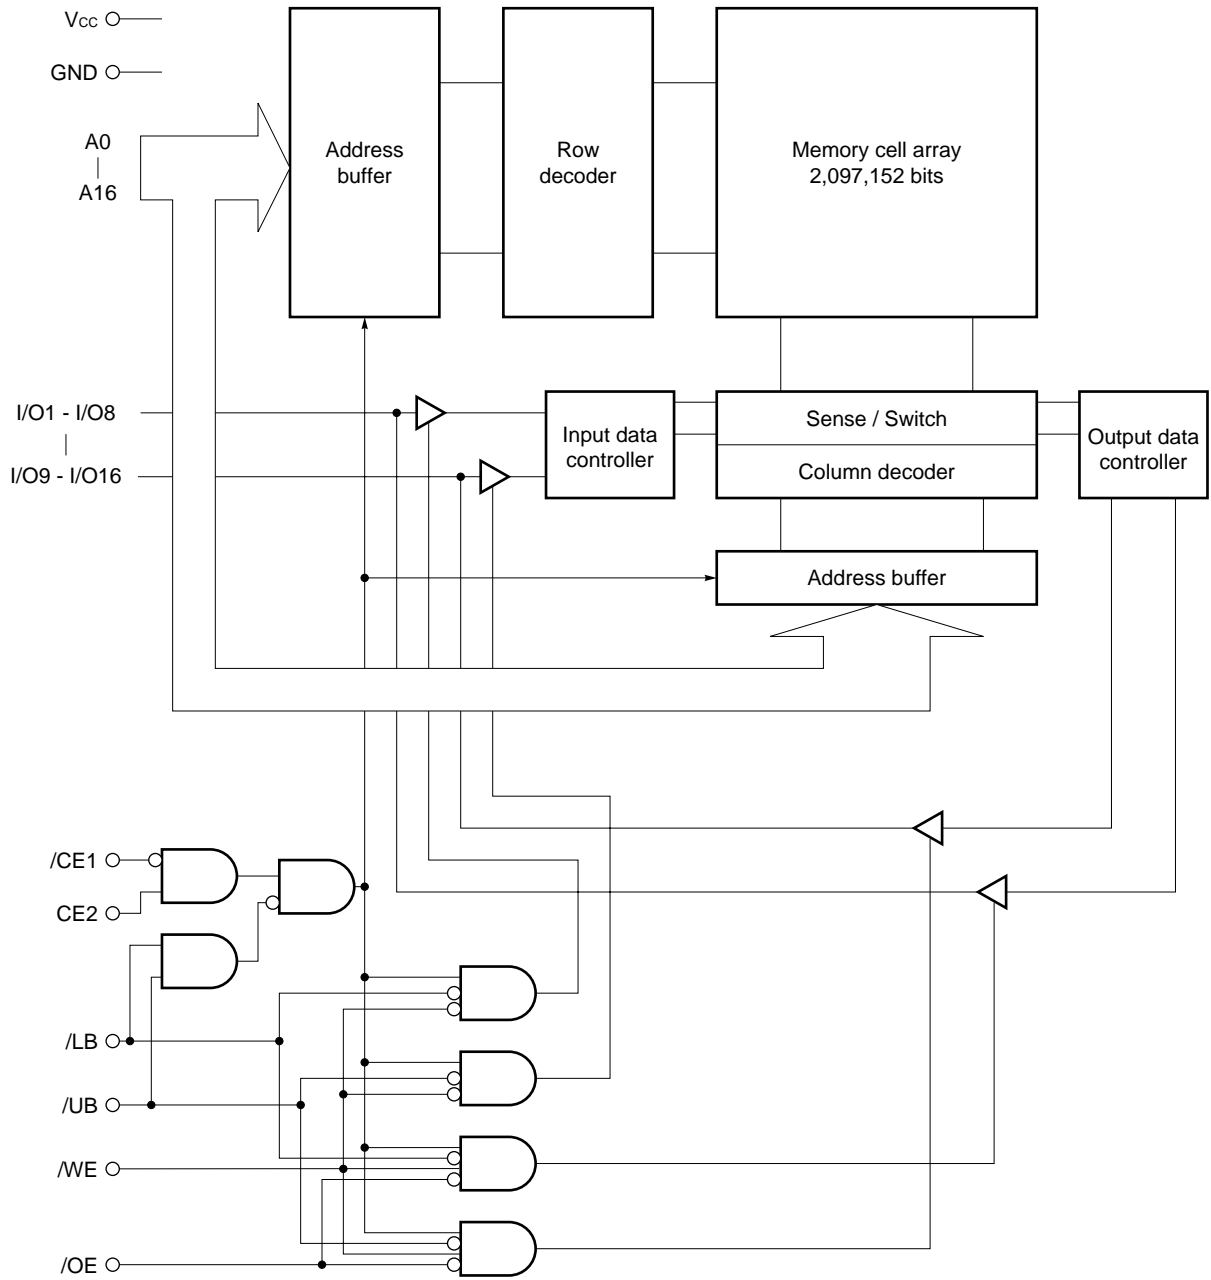 VCC
GND
A0
A16
Address
buffer
Row
decoder
Memory cell array
2,097,152 bits
I/O1 - I/O8
I/O9 - I/O16
Input data
controller
Sense / Switch
Column decoder
Output data
controller
Address buffer
/CE1
CE2
/LB
/UB
/WE
/OE